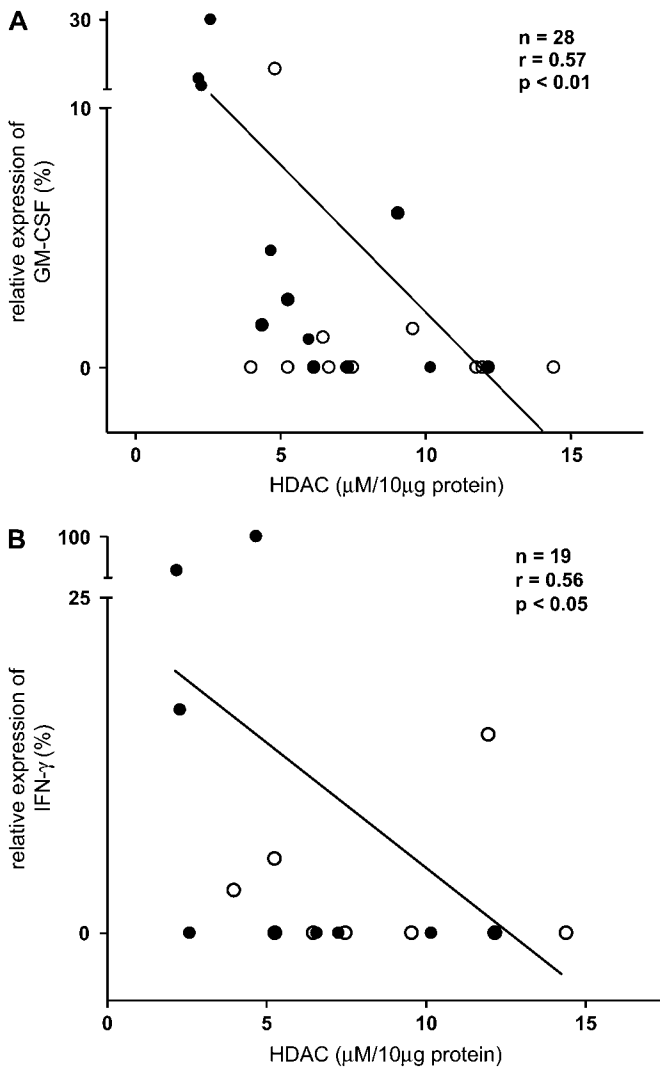 A
30
n = 28
r = 0.57
p < 0.01
10
relative expression of
GM-CSF (%)
0
0 5 10 15
HDAC (μM/10μg protein)
B
100
n = 19
r = 0.56
p < 0.05
25
relative expression of
IFN-γ (%)
0
0 5 10 15
HDAC (μM/10μg protein)